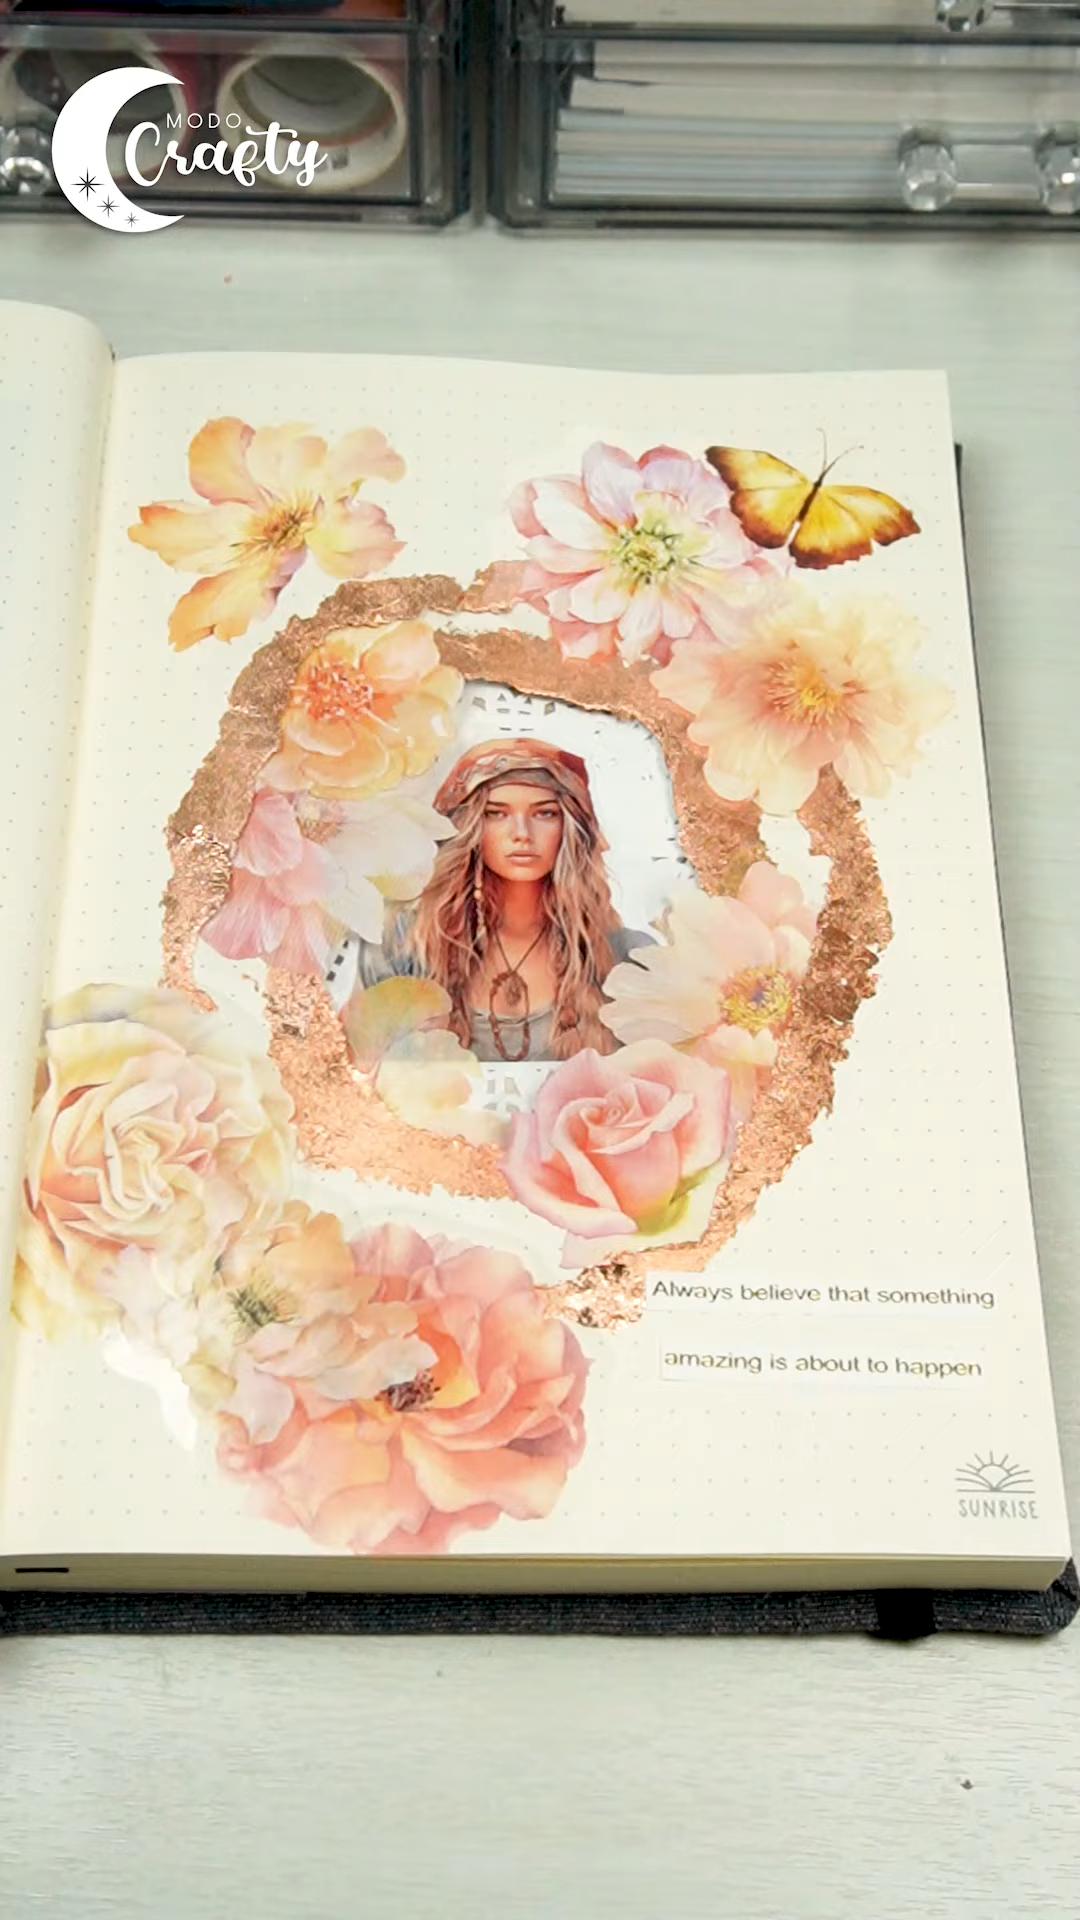 MODO
Crafty
Always believe that something
amazing is about to happen
SUNRISE